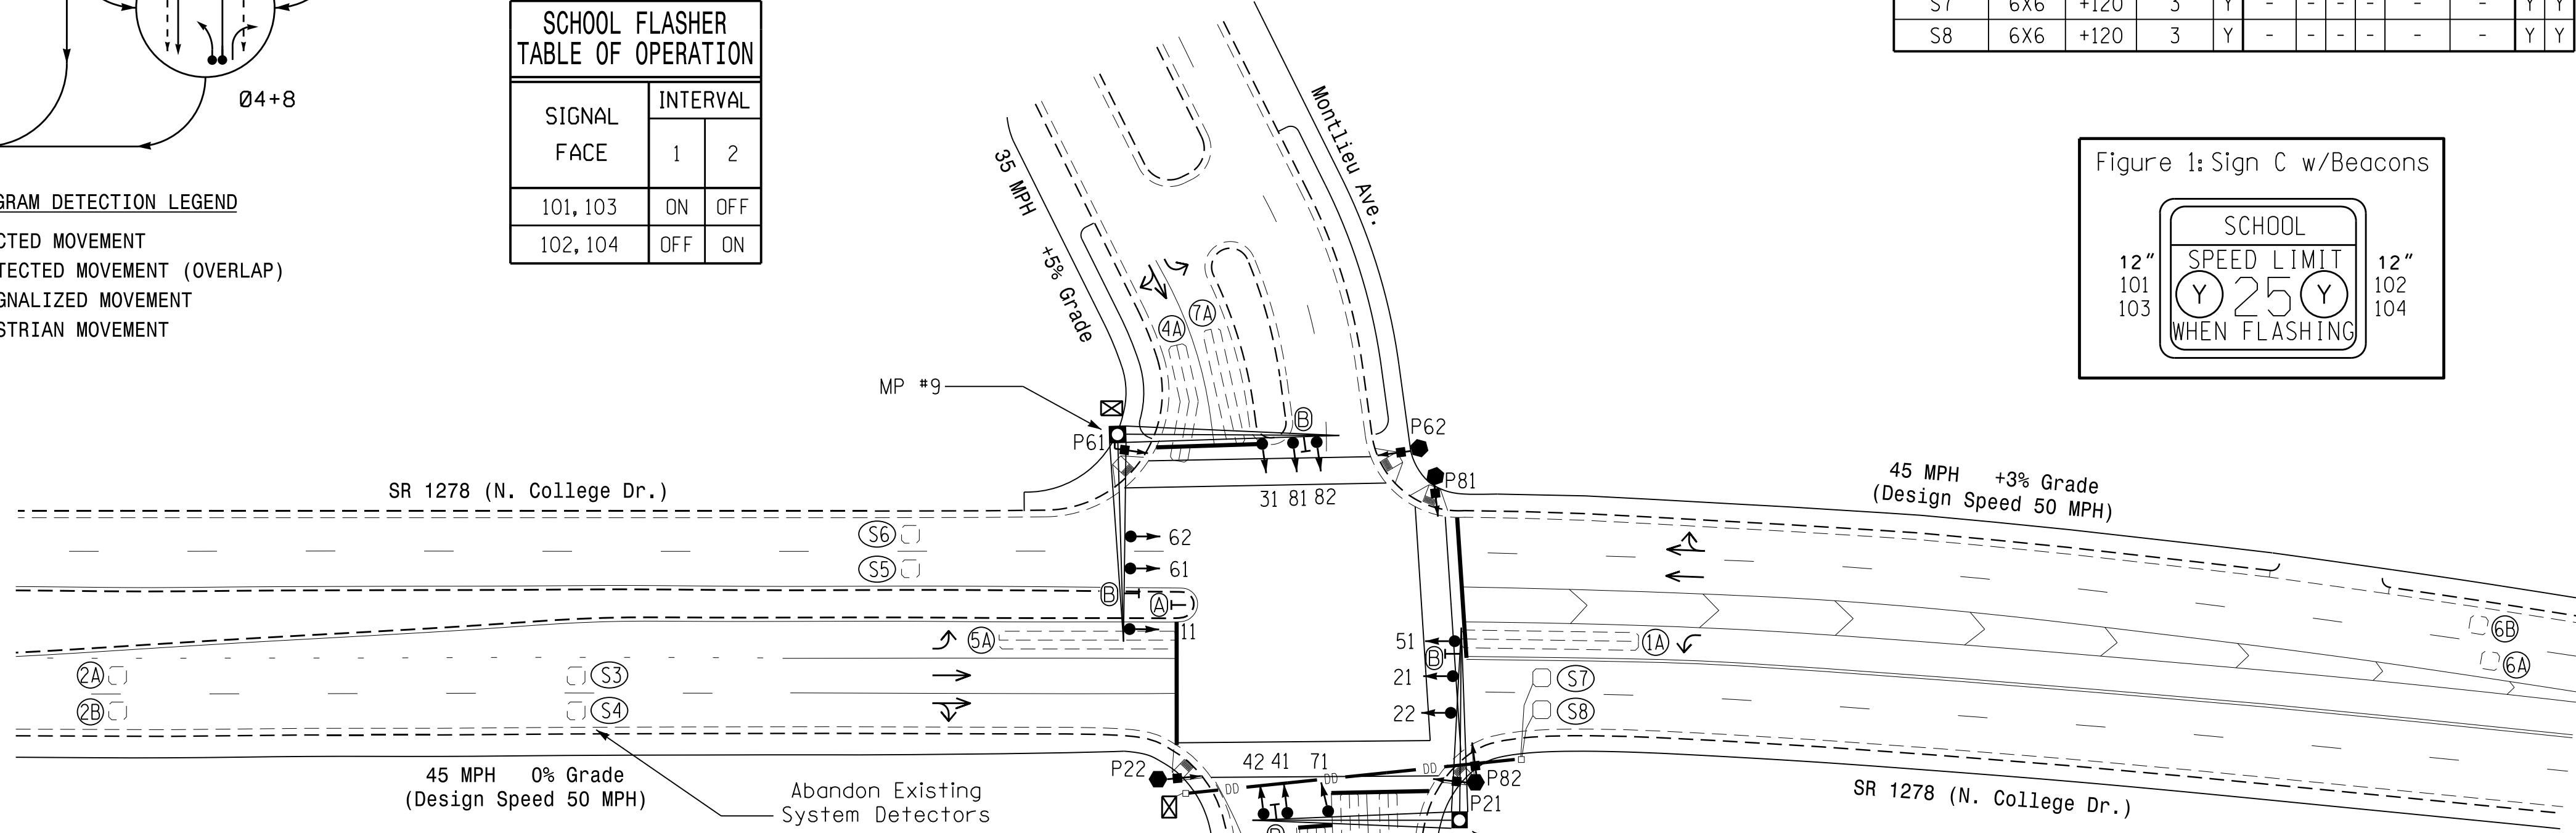 S7 6X6 +120 3 Y - - - - - - Y Y
S8 6X6 +120 3 Y - - - - - - Y Y
Ø4+8
SCHOOL FLASHER
TABLE OF OPERATION
SIGNAL
FACE
INTERVAL
1 2
101, 103 ON OFF
102, 104 OFF ON
GRAM DETECTION LEGEND
CTED MOVEMENT
TECTED MOVEMENT (OVERLAP)
GNALIZED MOVEMENT
STRIAN MOVEMENT
Figure 1: Sign C w/Beacons
SCHOOL
SPEED LIMIT
12" 12"
101 102
103 104
Y 25 Y
WHEN FLASHING
35 MPH +5% Grade
Montlieu Ave.
4A
7A
MP #9
P61
B
P62
P81
31 81 82
SR 1278 (N. College Dr.)
45 MPH +3% Grade
(Design Speed 50 MPH)
S6
S5
62
61
B
A
11
5A
51
B
1A
21
22
S7
S8
6B
6A
2A
2B
S3
S4
45 MPH 0% Grade
(Design Speed 50 MPH)
Abandon Existing
System Detectors
P22
42 41 71
DD DD DD
P82
P21
SR 1278 (N. College Dr.)